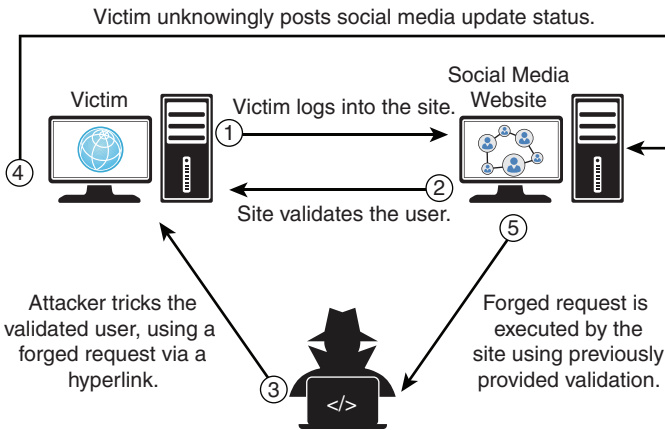 Victim unknowingly posts social media update status.
Victim
Social Media
Website
1
Victim logs into the site.
4
2
Site validates the user.
5
Attacker tricks the
validated user, using a
forged request via a
hyperlink.
3
</>
Forged request is
executed by the
site using previously
provided validation.